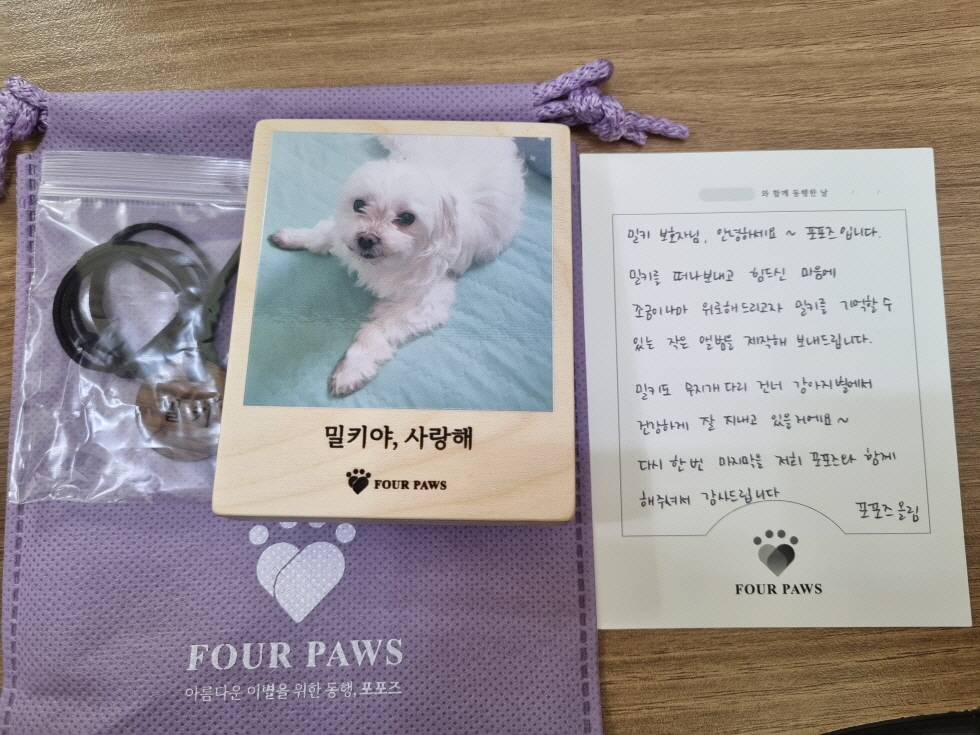 밀키
밀키야, 사랑해
FOUR PAWS
FOUR PAWS
아름다운 이별을 위한 동행, 포포즈
와 함께 동행한 날 / /
밀키 보호자님, 안녕하세요 ~ 포포즈입니다.
밀키를 떠나보내고 힘드신 마음에
조금이나마 위로해드리고자 밀키를 기억할 수
있는 작은 앨범을 제작해 보내드립니다.
밀키도 무지개다리 건너 강아지별에서
건강하게 잘 지내고 있을거에요 ~
다시 한번 마지막을 저희 포포즈와 함께
해주셔서 감사드립니다
포포즈 올림
FOUR PAWS